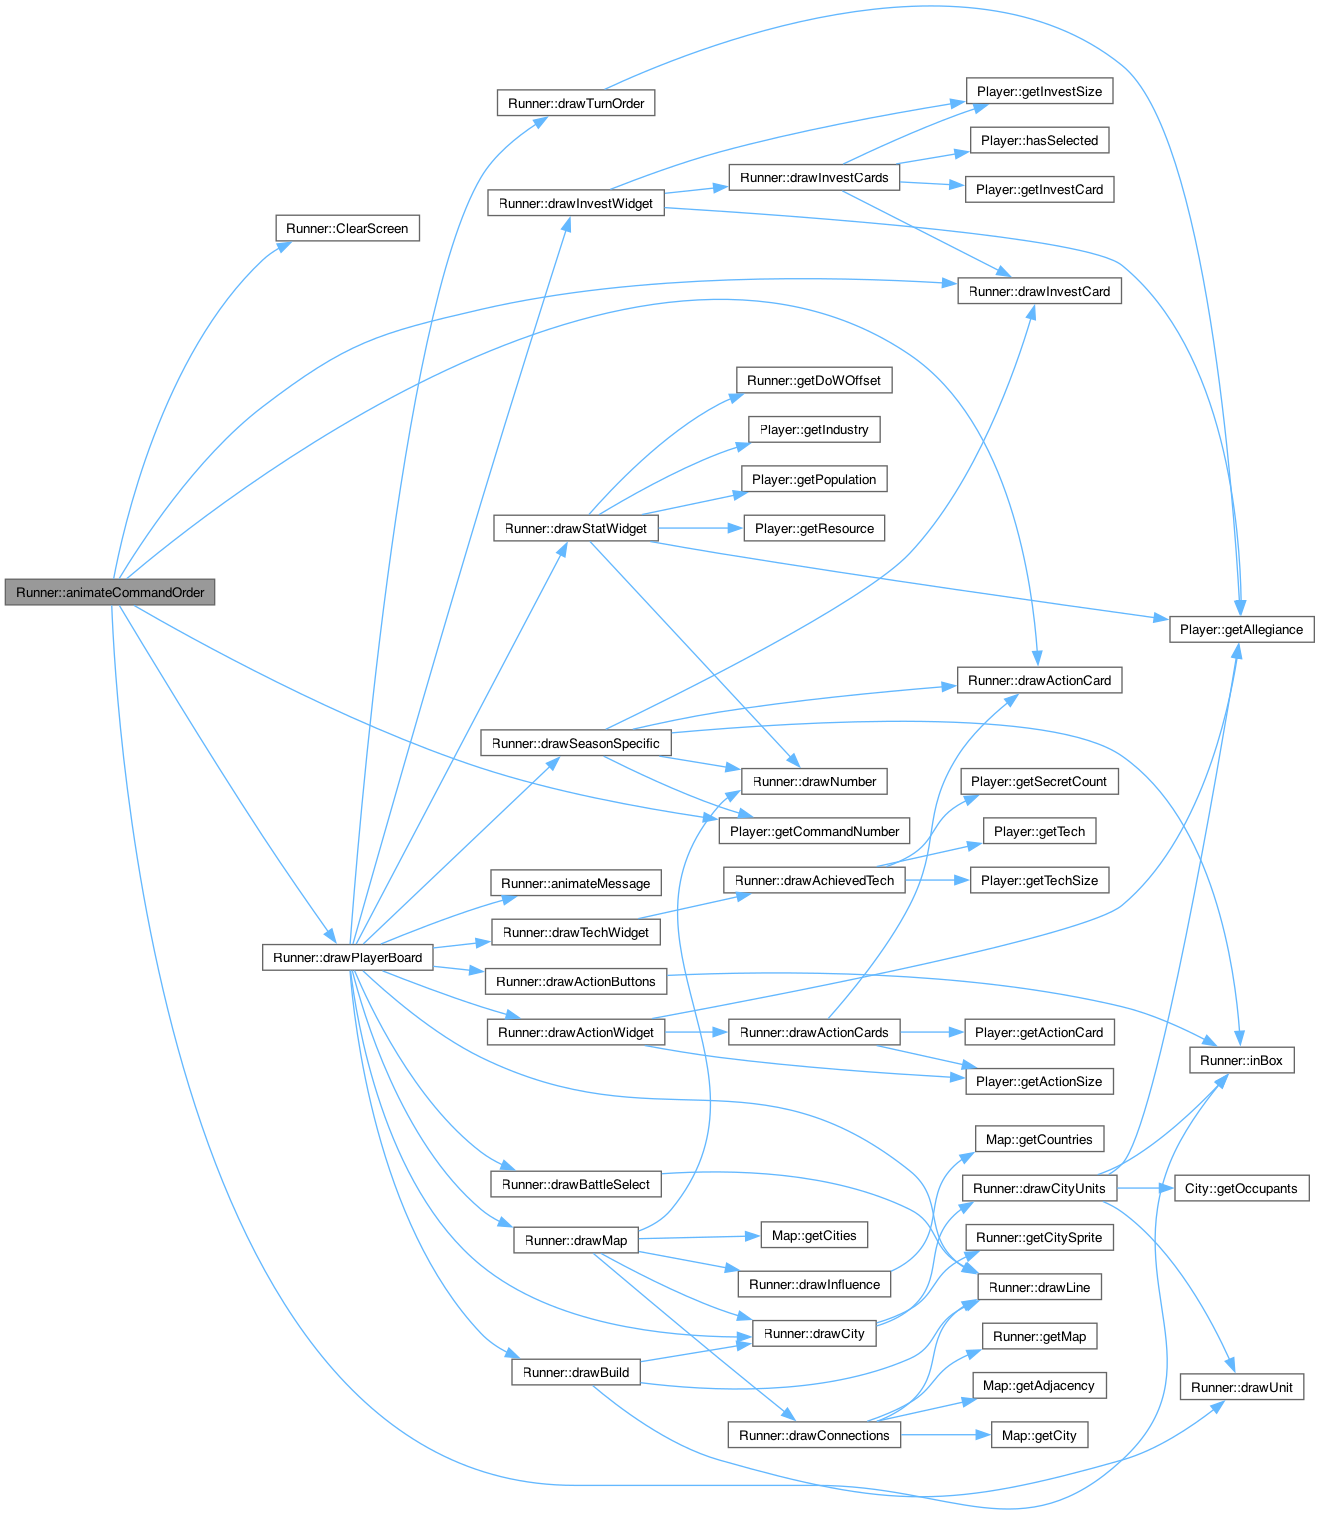 Runner::animateCommandOrder
Runner::ClearScreen
Runner::drawTurnOrder
Runner::drawInvestWidget
Runner::drawStatWidget
Runner::drawSeasonSpecific
Runner::animateMessage
Runner::drawPlayerBoard
Runner::drawTechWidget
Runner::drawActionButtons
Runner::drawActionWidget
Runner::drawBattleSelect
Runner::drawMap
Runner::drawBuild
Runner::drawInvestCards
Runner::getDoWOffset
Player::getIndustry
Player::getPopulation
Player::getResource
Runner::drawNumber
Player::getCommandNumber
Runner::drawAchievedTech
Runner::drawActionCards
Map::getCities
Runner::drawInfluence
Runner::drawCity
Runner::drawConnections
Player::getInvestSize
Player::hasSelected
Player::getInvestCard
Runner::drawInvestCard
Runner::drawActionCard
Player::getSecretCount
Player::getTech
Player::getTechSize
Player::getActionCard
Player::getActionSize
Map::getCountries
Runner::drawCityUnits
Runner::getCitySprite
Runner::drawLine
Runner::getMap
Map::getAdjacency
Map::getCity
Player::getAllegiance
Runner::inBox
City::getOccupants
Runner::drawUnit